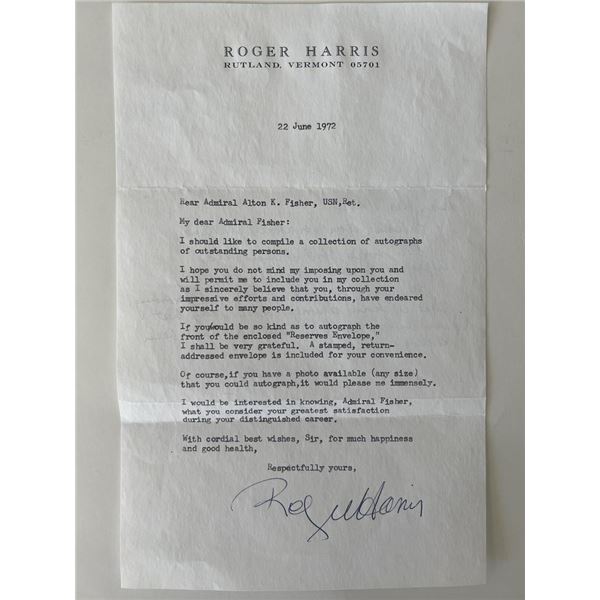 ROGER HARRIS
RUTLAND, VERMONT 05701
22 June 1972
Rear Admiral Alton K. Fisher, USN,Ret.
My dear Admiral Fisher:
I should like to compile a collection of autographs
of outstanding persons.
I hope you do not mind my imposing upon you and
will permit me to include you in my collection
as I sincerely believe that you, through your
impressive efforts and contributions, have endeared
yourself to many people.
If you would be so kind as to autograph the
front of the enclosed "Reserves Envelope,"
I shall be very grateful. A stamped, return-
addressed envelope is included for your convenience.
Of course,if you have a photo available (any size)
that you could autograph,it would please me immensely.
I would be interested in knowing, Admiral Fisher,
what you consider your greatest satisfaction
during your distinguished career.
With cordial best wishes, Sir, for much happiness
and good health,
Respectfully yours,
Roger Harris